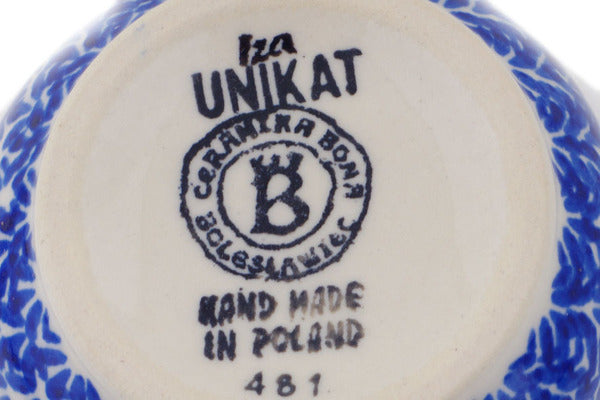 Iza
UNIKAT
CERAMIKA BONA
B
BOLESŁAWIEC
HAND MADE
IN POLAND
481